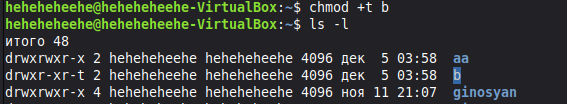 heheheheehe@heheheheehe-VirtualBox:~$ chmod +t b
heheheheehe@heheheheehe-VirtualBox:~$ ls -l
итого 48
drwxrwxr-x 2 heheheheehe heheheheehe 4096 дек  5 03:58  aa
drwxr-xr-t 2 heheheheehe heheheheehe 4096 дек  5 03:58  b
drwxrwxr-x 4 heheheheehe heheheheehe 4096 ноя 11 21:07  ginosyan